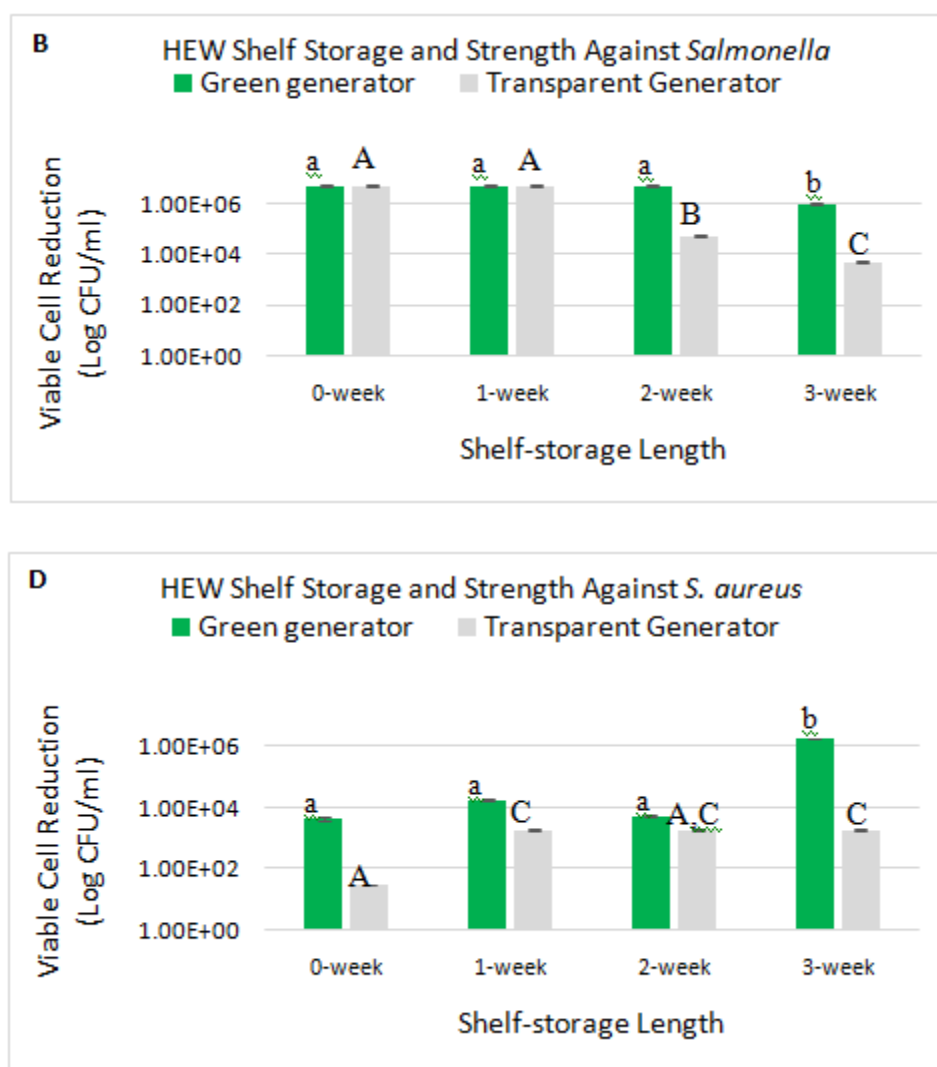 B
HEW Shelf Storage and Strength Against Salmonella
Green generator Transparent Generator
Viable Cell Reduction
(Log CFU/ml)
a A a A a b
1.00E+06
B
C
1.00E+04
1.00E+02
1.00E+00
0-week 1-week 2-week 3-week
Shelf-storage Length
D
HEW Shelf Storage and Strength Against S. aureus
Green generator Transparent Generator
Viable Cell Reduction
(Log CFU/ml)
b
1.00E+06
a
a C a A,C C
1.00E+04
1.00E+02
A
1.00E+00
0-week 1-week 2-week 3-week
Shelf-storage Length